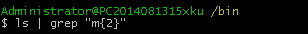 Administrator@PC2014081315xku /bin
$ ls | grep "m{2}"